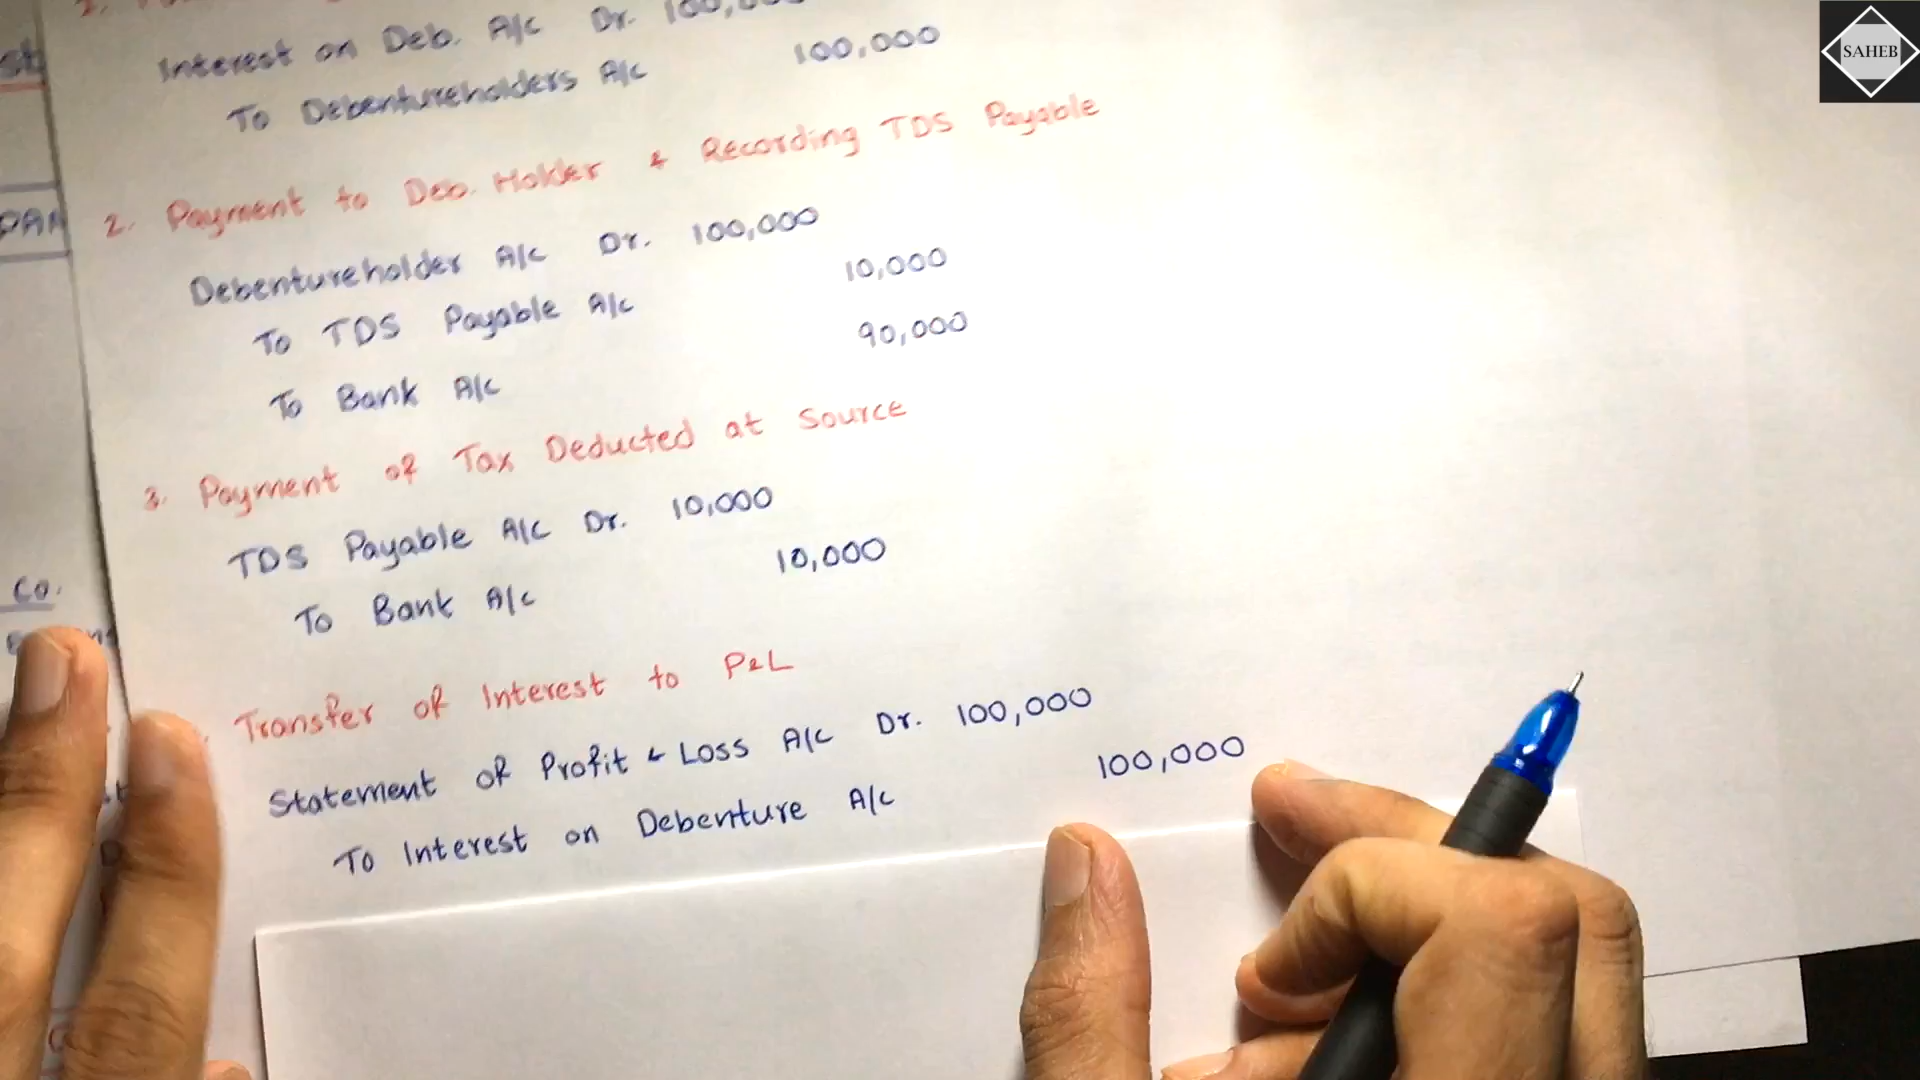 SAHEB
Interest on Deb. A/c Dr. 100,000
To Debentureholders A/c 100,000
2. Payment to Deb. Holder & Recording TDS Payable
Debentureholder A/c Dr. 100,000
To TDS Payable A/c 10,000
To Bank A/c 90,000
3. Payment of Tax Deducted at Source
TDS Payable A/c Dr. 10,000
To Bank A/c 10,000
Transfer of Interest to P&L
Statement of Profit & Loss A/c Dr. 100,000
To Interest on Debenture A/c 100,000
Co.